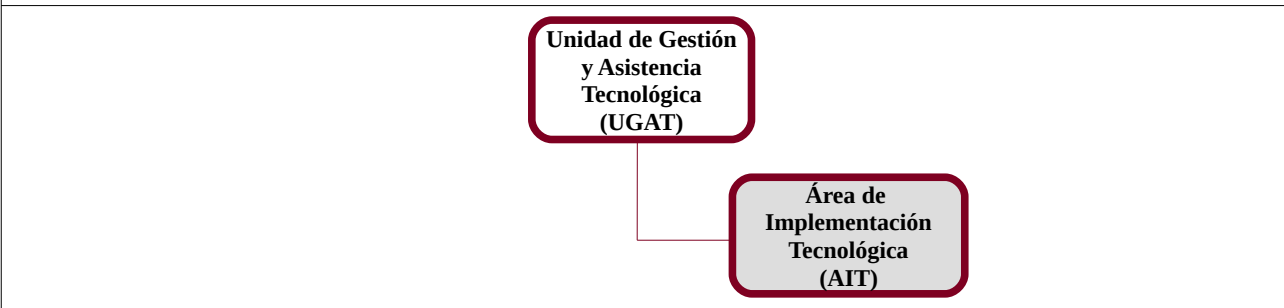 Unidad de Gestión
y Asistencia
Tecnológica
(UGAT)
Área de
Implementación
Tecnológica
(AIT)